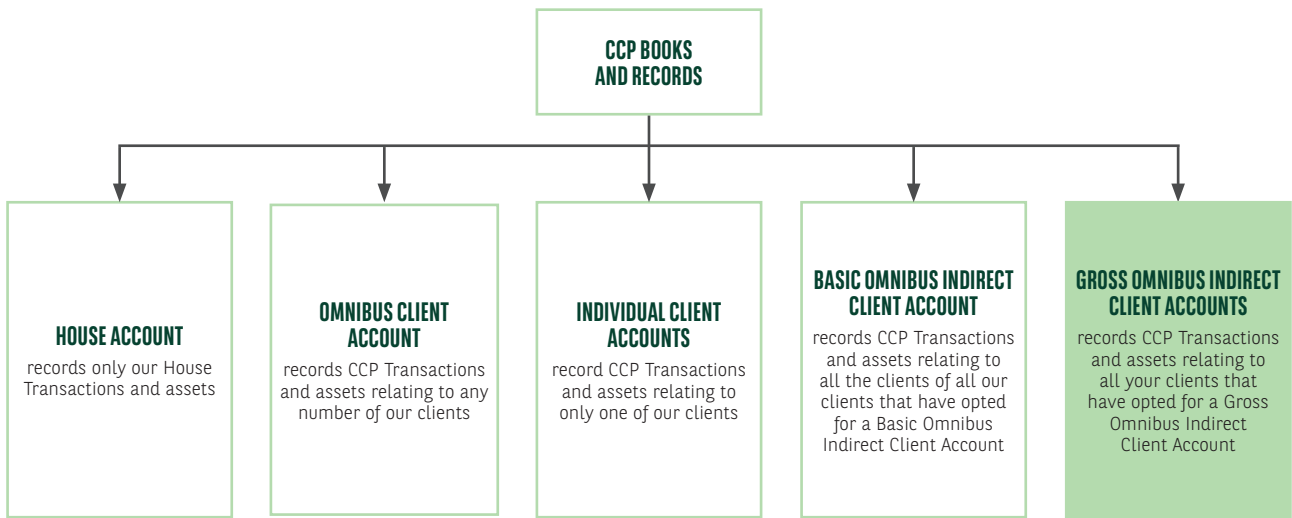 CCP BOOKS
AND RECORDS
HOUSE ACCOUNT
records only our House
Transactions and assets
OMNIBUS CLIENT
ACCOUNT
records CCP Transactions
and assets relating to any
number of our clients
INDIVIDUAL CLIENT
ACCOUNTS
record CCP Transactions
and assets relating to
only one of our clients
BASIC OMNIBUS INDIRECT
CLIENT ACCOUNT
records CCP Transactions
and assets relating to
all the clients of all our
clients that have opted
for a Basic Omnibus
Indirect Client Account
GROSS OMNIBUS INDIRECT
CLIENT ACCOUNTS
records CCP Transactions
and assets relating to
all your clients that
have opted for a Gross
Omnibus Indirect
Client Account